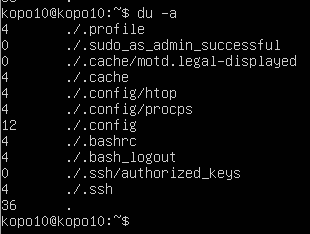 kopo10@kopo10:~$ du -a
4 ./.profile
0 ./.sudo_as_admin_successful
0 ./.cache/motd.legal-displayed
4 ./.cache
4 ./.config/htop
4 ./.config/procps
12 ./.config
4 ./.bashrc
4 ./.bash_logout
0 ./.ssh/authorized_keys
4 ./.ssh
36 .
kopo10@kopo10:~$